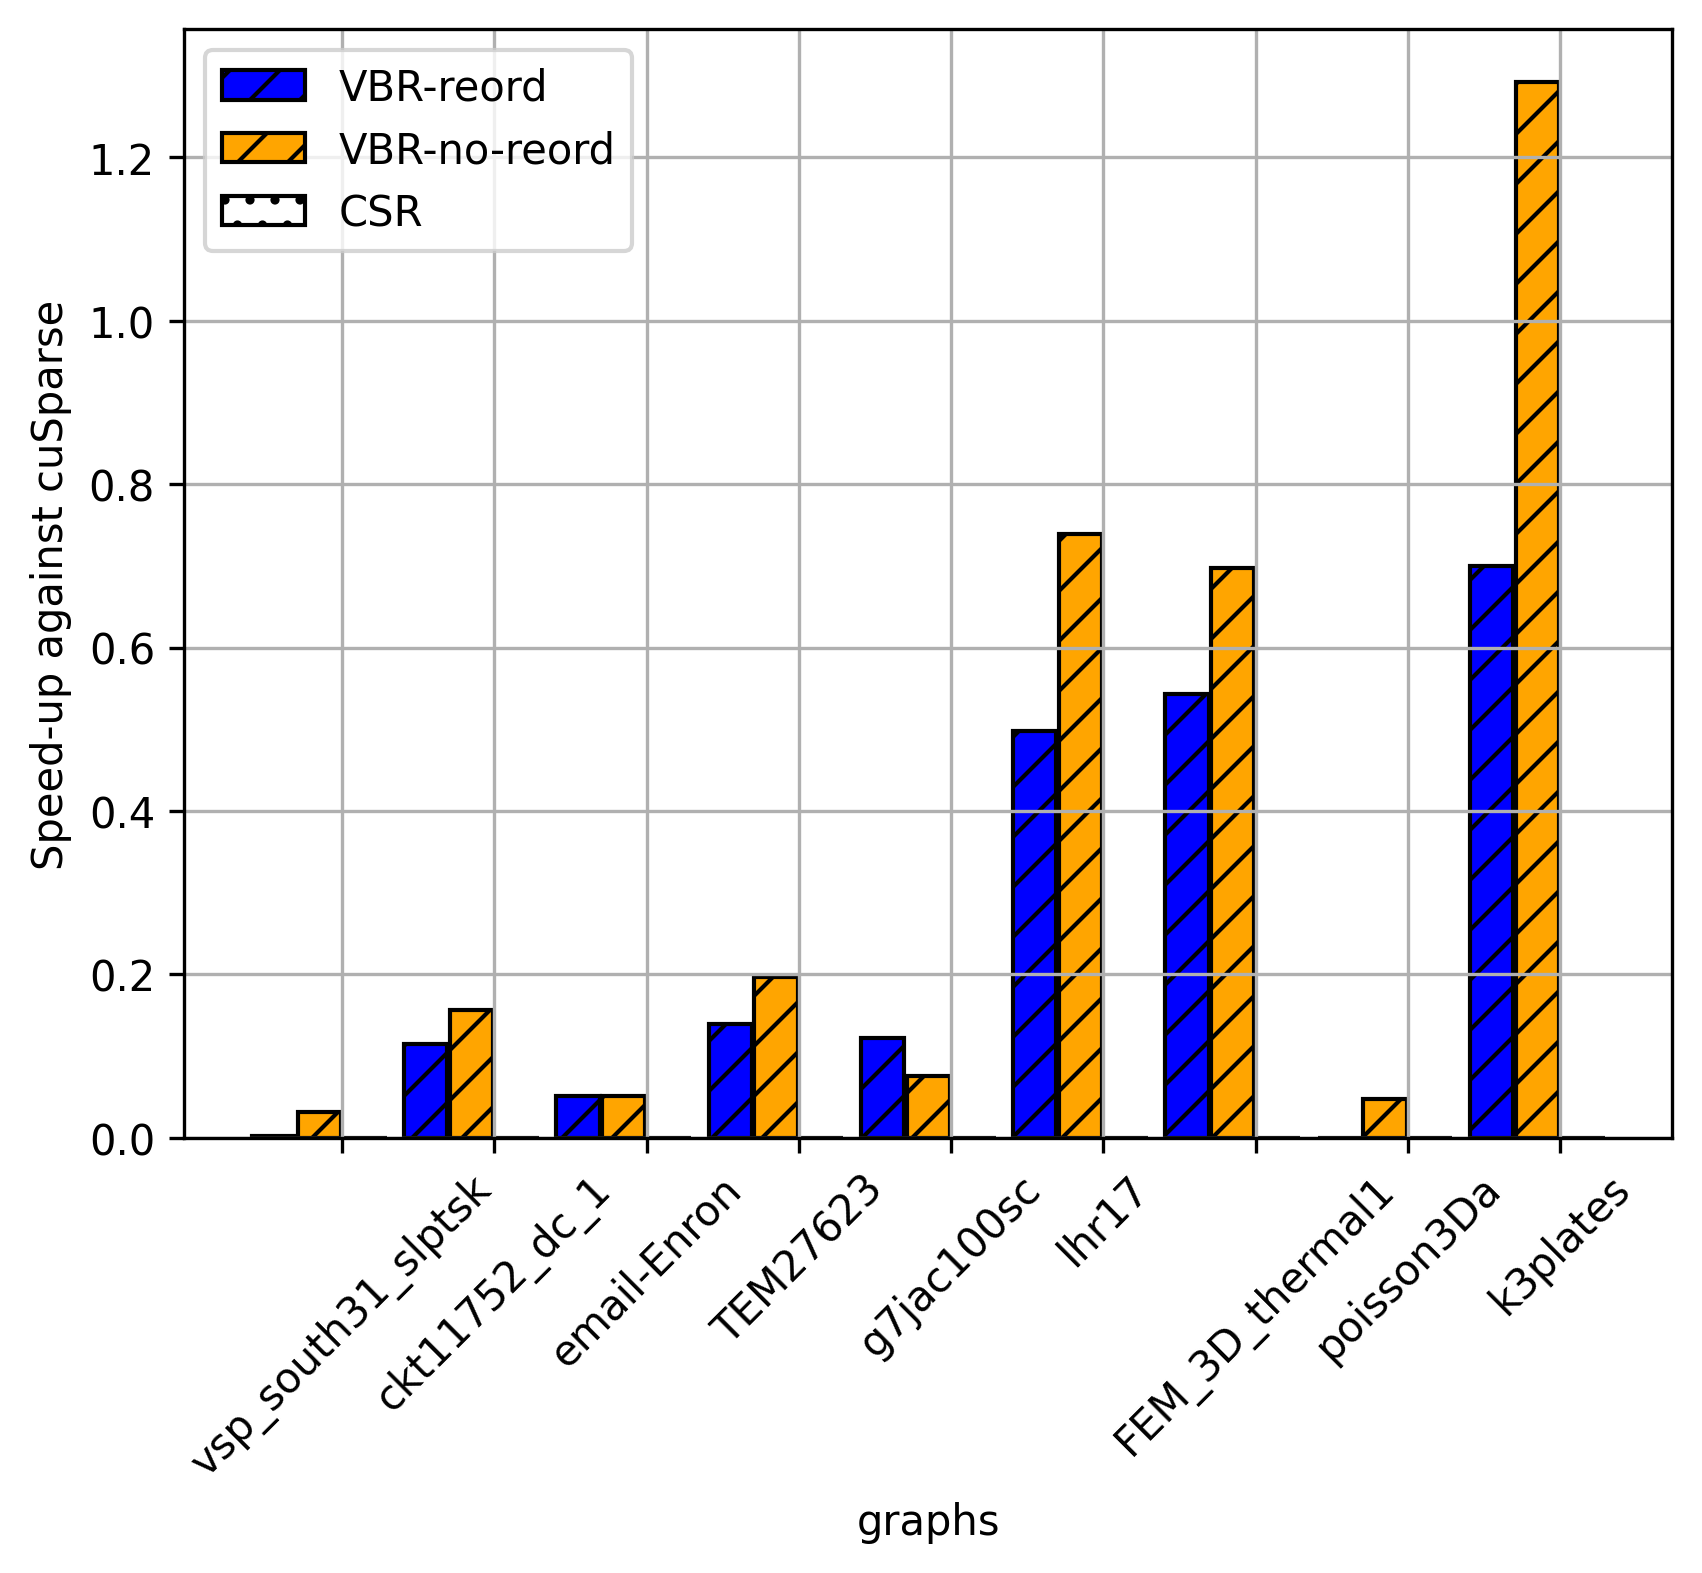 VBR-reord
VBR-no-reord
CSR
Speed-up against cuSparse
1.2
1.0
0.8
0.6
0.4
0.2
0.0
vsp_south31_slptsk
ckt11752_dc_1
email-Enron
TEM27623
g7jac100sc
lhr17
FEM_3D_thermal1
poisson3Da
k3plates
graphs